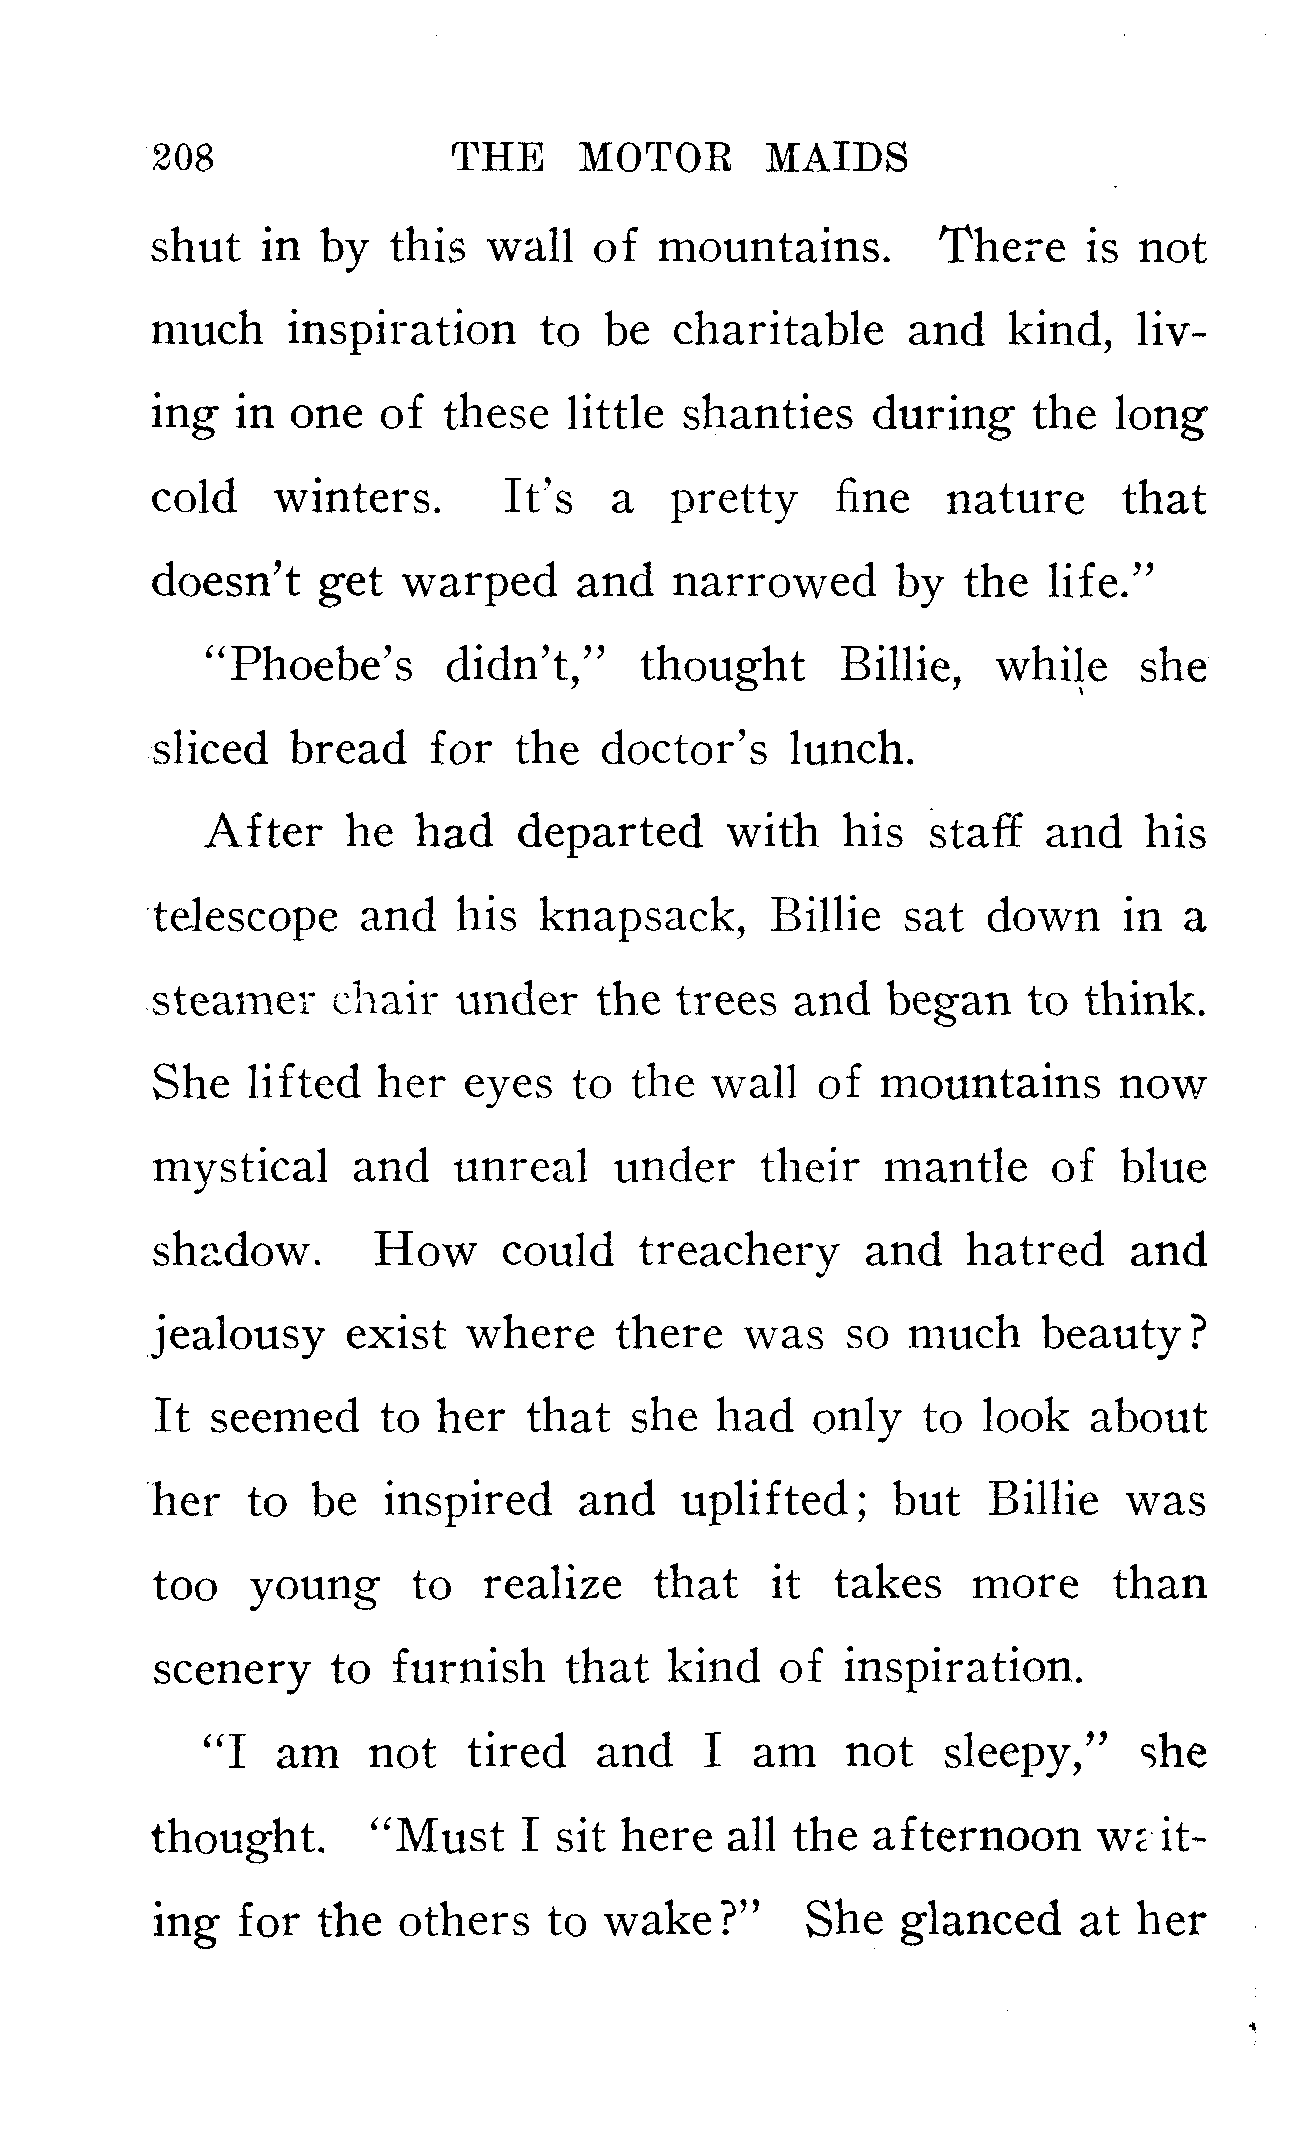 208 THE MOTOR MAIDS
shut in by this wall of mountains. There is not
much inspiration to be charitable and kind, liv-
ing in one of these little shanties during the long
cold winters. It's a pretty fine nature that
doesn't get warped and narrowed by the life."
"Phoebe's didn't," thought Billie, while she
sliced bread for the doctor's lunch.
After he had departed with his staff and his
telescope and his knapsack, Billie sat down in a
steamer chair under the trees and began to think.
She lifted her eyes to the wall of mountains now
mystical and unreal under their mantle of blue
shadow. How could treachery and hatred and
jealousy exist where there was so much beauty?
It seemed to her that she had only to look about
her to be inspired and uplifted; but Billie was
too young to realize that it takes more than
scenery to furnish that kind of inspiration.
"I am not tired and I am not sleepy," she
thought. "Must I sit here all the afternoon wait-
ing for the others to wake?" She glanced at her